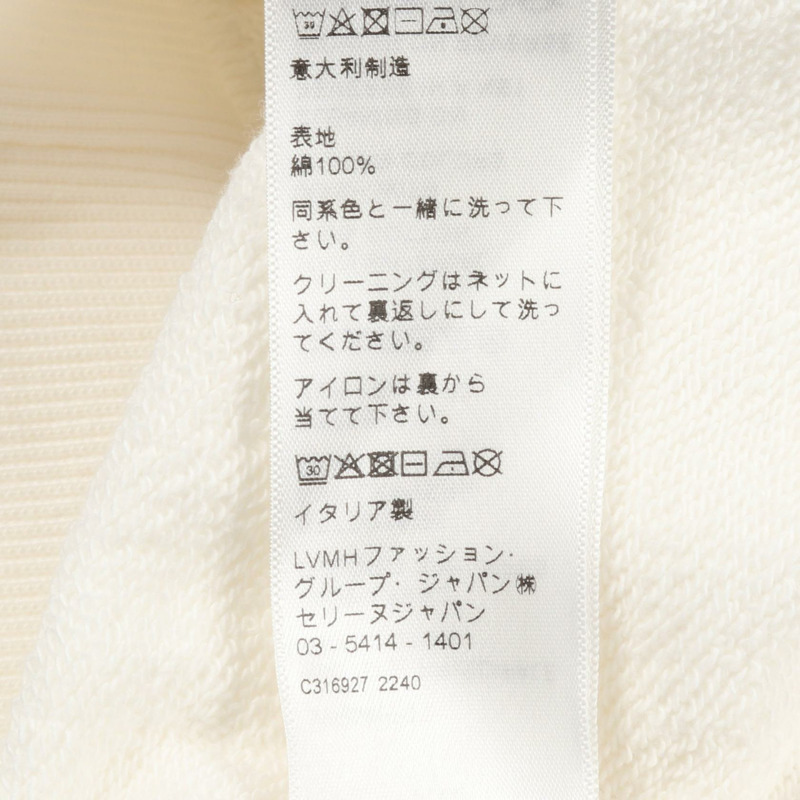 意大利制造
表地
綿100%
同系色と一緒に洗って下
さい。
クリーニングはネットに
入れて裏返しにして洗っ
てください。
アイロンは裏から
当てて下さい。
30
イタリア製
LVMHファッション・
グループ・ジャパン㈱
セリーヌジャパン
03-5414-1401
C316927 2240